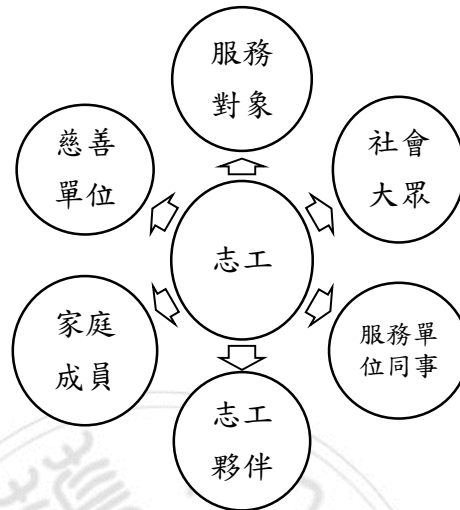 服務
對象
慈善
單位
社會
大眾
志工
家庭
成員
服務單
位同事
志工
夥伴